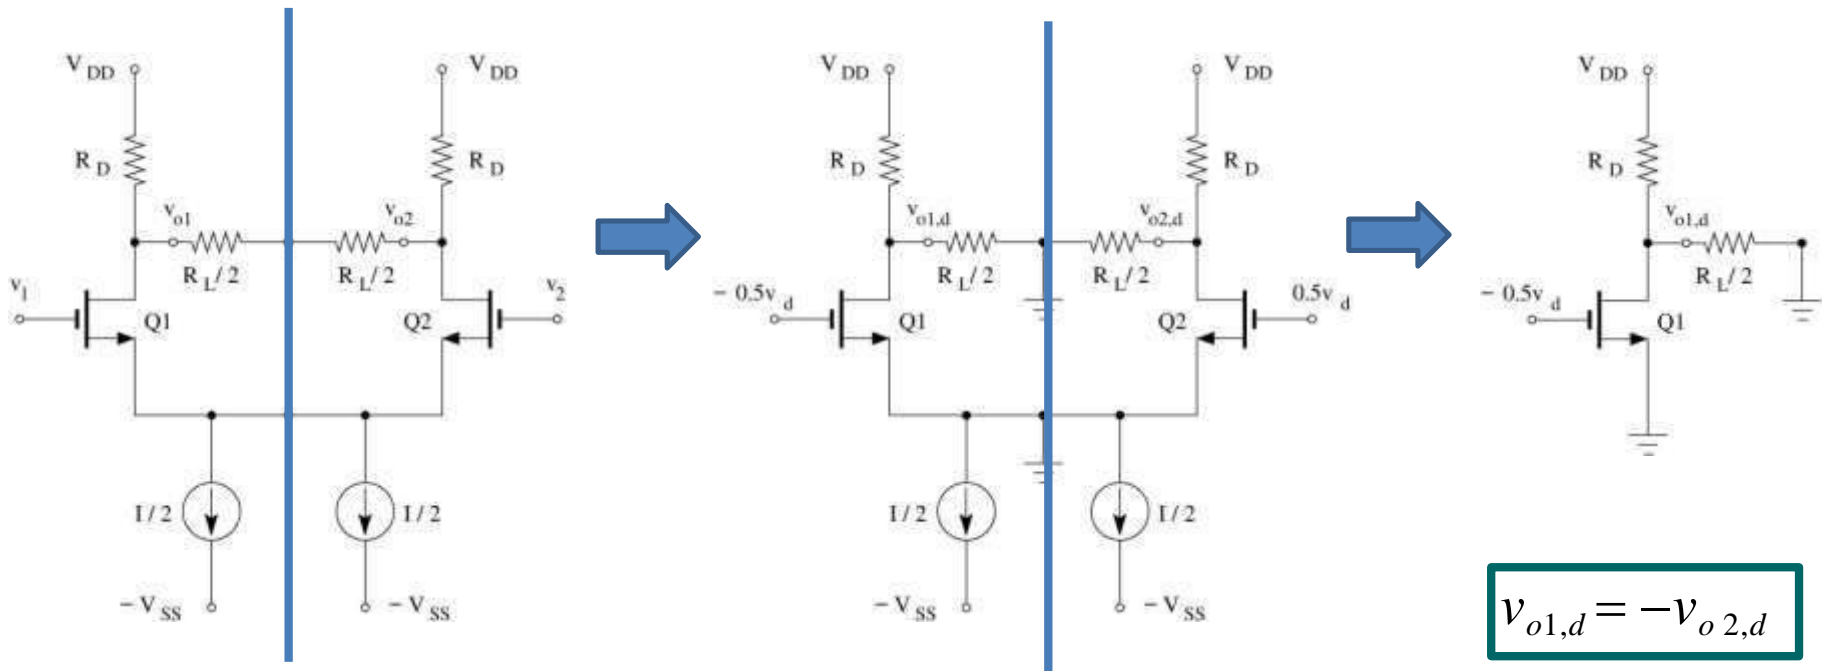 V DD
V DD
R D
R D
v o1
v o2
R L / 2
R L / 2
v 1
v 2
Q1
Q2
I / 2
I / 2
− V SS
− V SS
V DD
V DD
R D
R D
v o1,d
v o2,d
R L / 2
R L / 2
− 0.5v d
0.5v d
Q1
Q2
I / 2
I / 2
− V SS
− V SS
V DD
R D
v o1,d
R L / 2
− 0.5v d
Q1
v o1,d = −v o 2,d